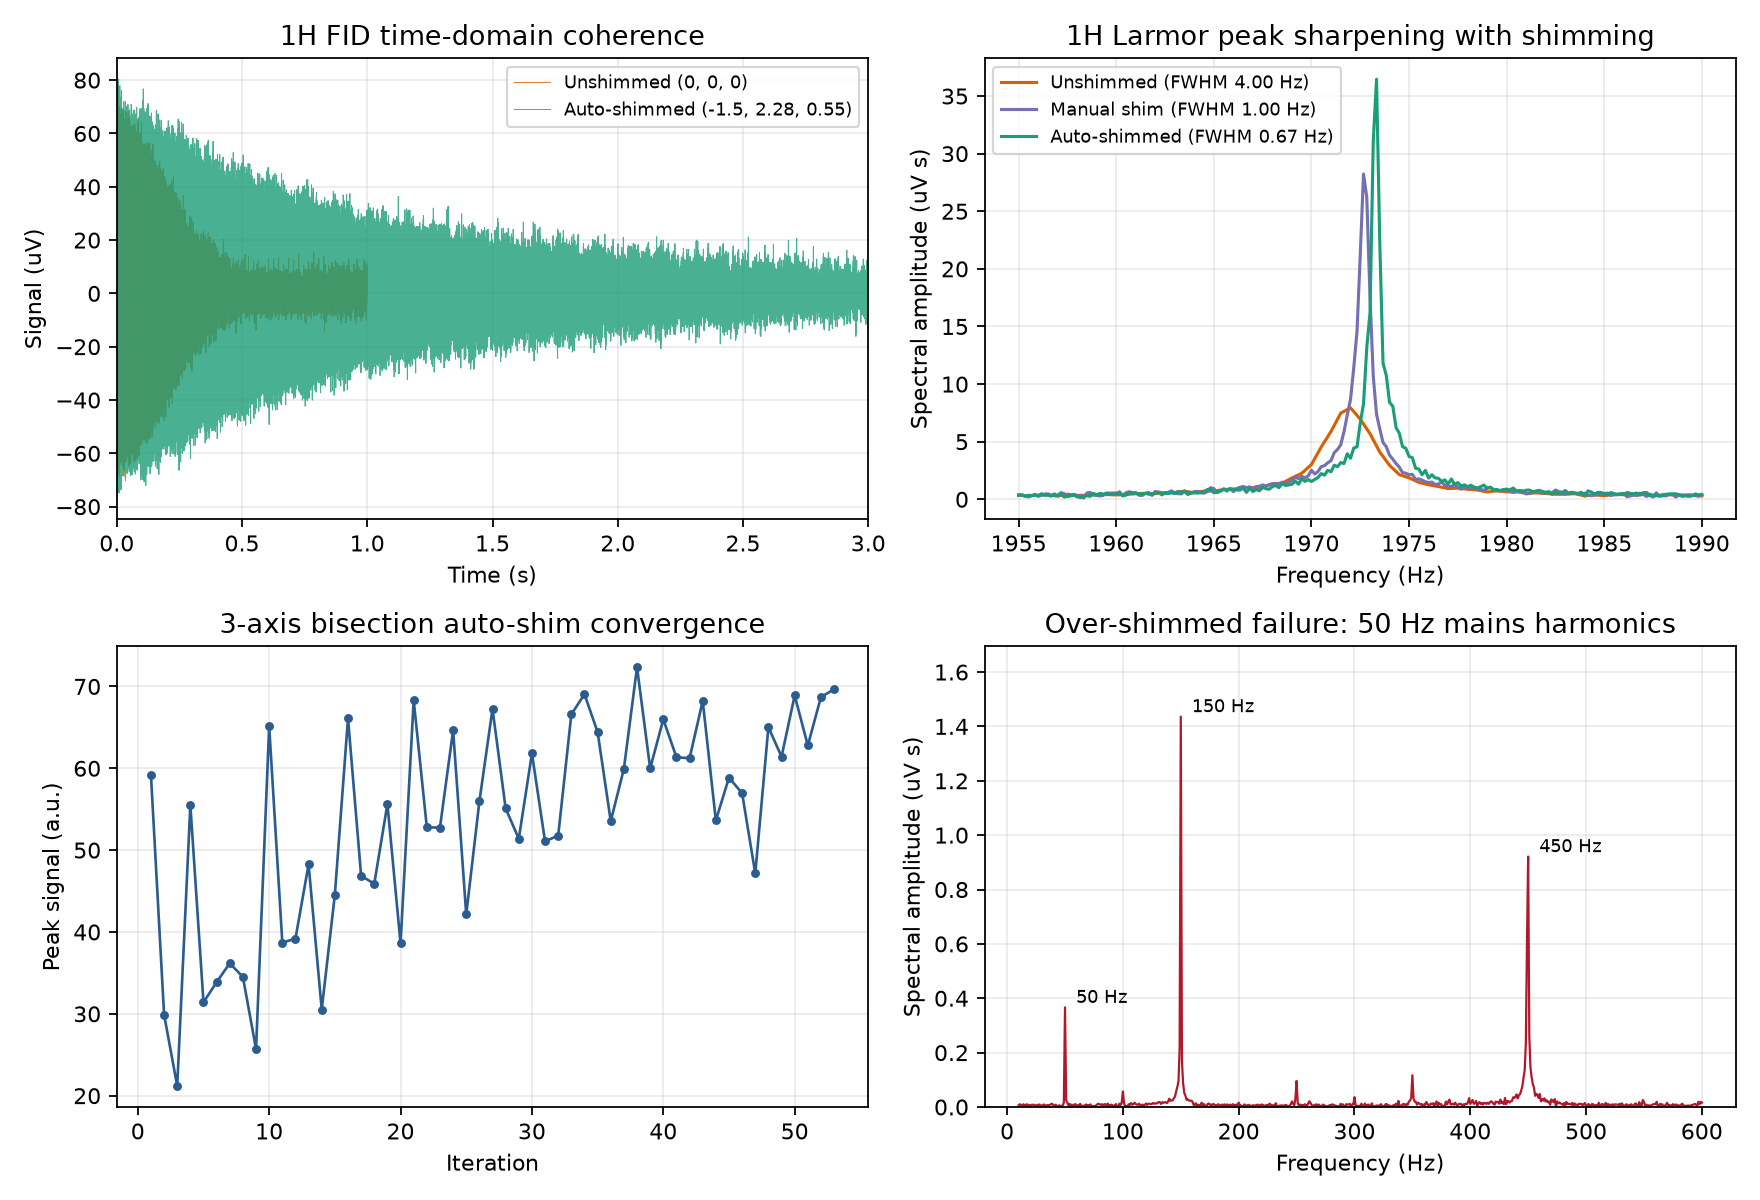 1H FID time-domain coherence
Unshimmed (0, 0, 0)
Auto-shimmed (-1.5, 2.28, 0.55)
80
60
40
20
0
−20
−40
−60
−80
Signal (uV)
0.0 0.5 1.0 1.5 2.0 2.5 3.0
Time (s)
1H Larmor peak sharpening with shimming
Unshimmed (FWHM 4.00 Hz)
Manual shim (FWHM 1.00 Hz)
Auto-shimmed (FWHM 0.67 Hz)
35
30
25
20
15
10
5
0
Spectral amplitude (uV s)
1955 1960 1965 1970 1975 1980 1985 1990
Frequency (Hz)
3-axis bisection auto-shim convergence
70
60
50
40
30
20
Peak signal (a.u.)
0 10 20 30 40 50
Iteration
Over-shimmed failure: 50 Hz mains harmonics
1.6
1.4
1.2
1.0
0.8
0.6
0.4
0.2
0.0
Spectral amplitude (uV s)
150 Hz
450 Hz
50 Hz
0 100 200 300 400 500 600
Frequency (Hz)